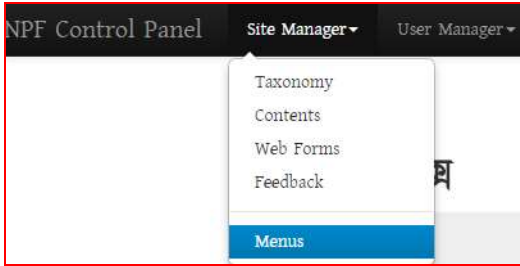 NPF Control Panel Site Manager User Manager
Taxonomy
Contents
Web Forms
Feedback
Menus